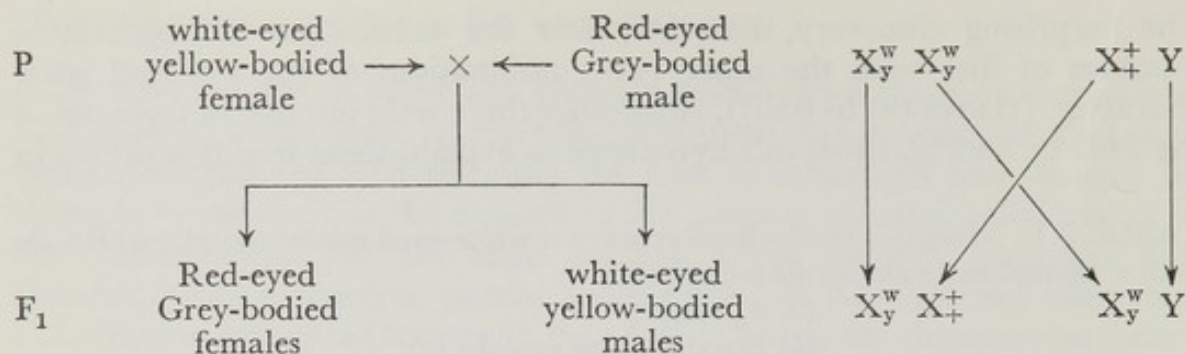 P
white-eyed
yellow-bodied
female
×
Red-eyed
Grey-bodied
male
X^w_y X^w_y
X^+_+ Y
F₁
Red-eyed
Grey-bodied
females
white-eyed
yellow-bodied
males
X^w_y X^+_+
X^w_y Y